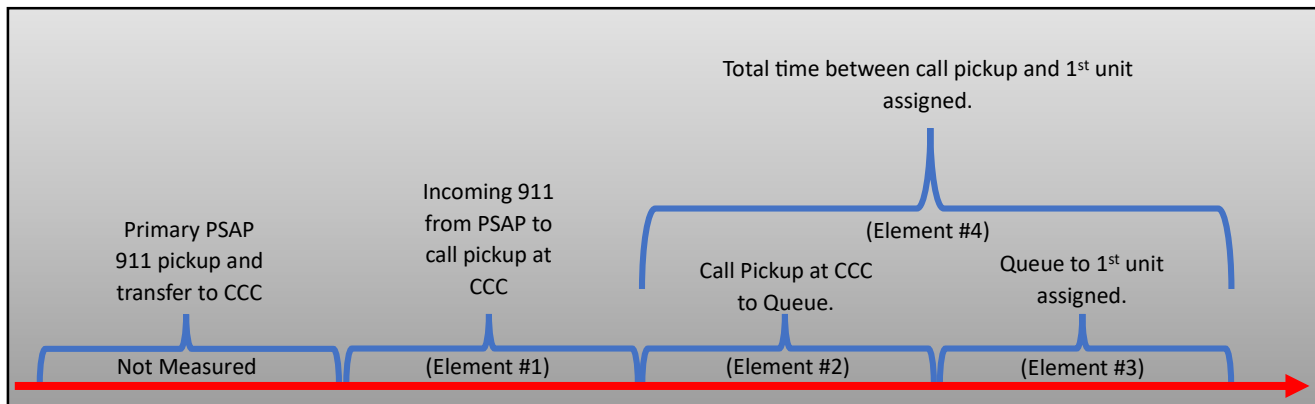 Total time between call pickup and 1st unit
assigned.
(Element #4)
Primary PSAP
911 pickup and
transfer to CCC
Not Measured
Incoming 911
from PSAP to
call pickup at
CCC
(Element #1)
Call Pickup at CCC
to Queue.
(Element #2)
Queue to 1st unit
assigned.
(Element #3)